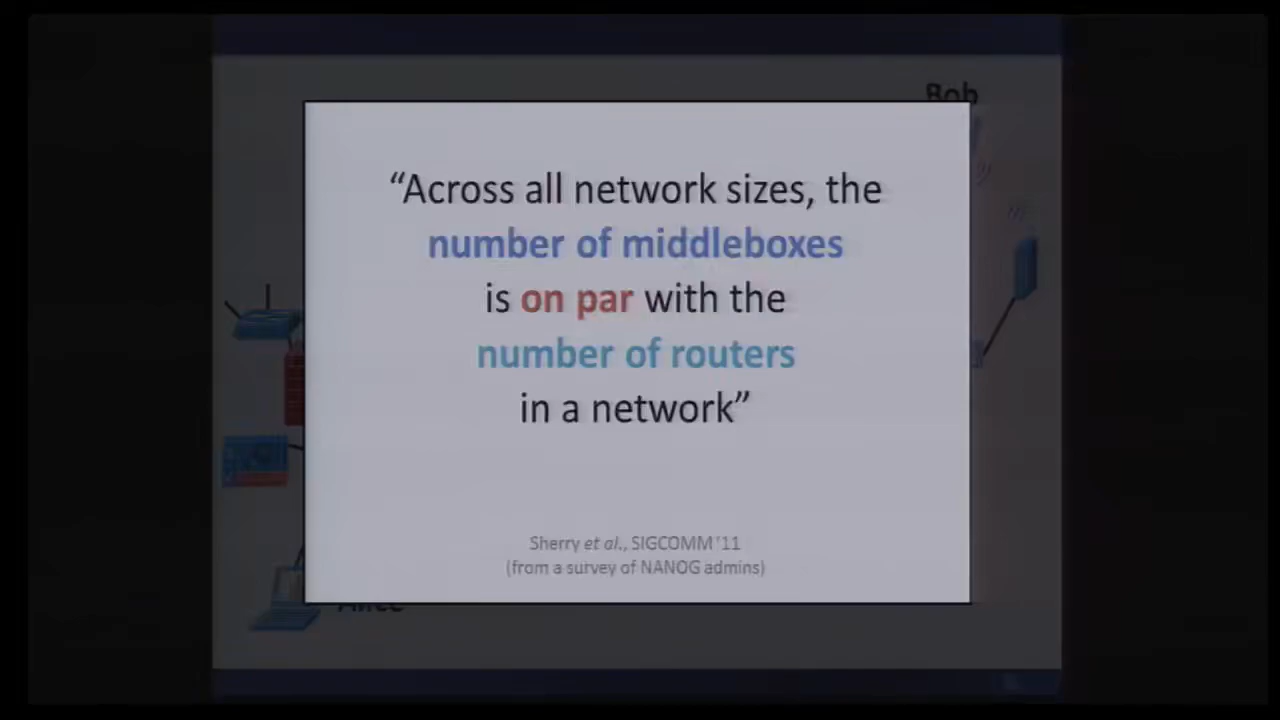 Bob
“Across all network sizes, the
number of middleboxes
is on par with the
number of routers
in a network”
Sherry et al., SIGCOMM '11
(from a survey of NANOG admins)
Alice